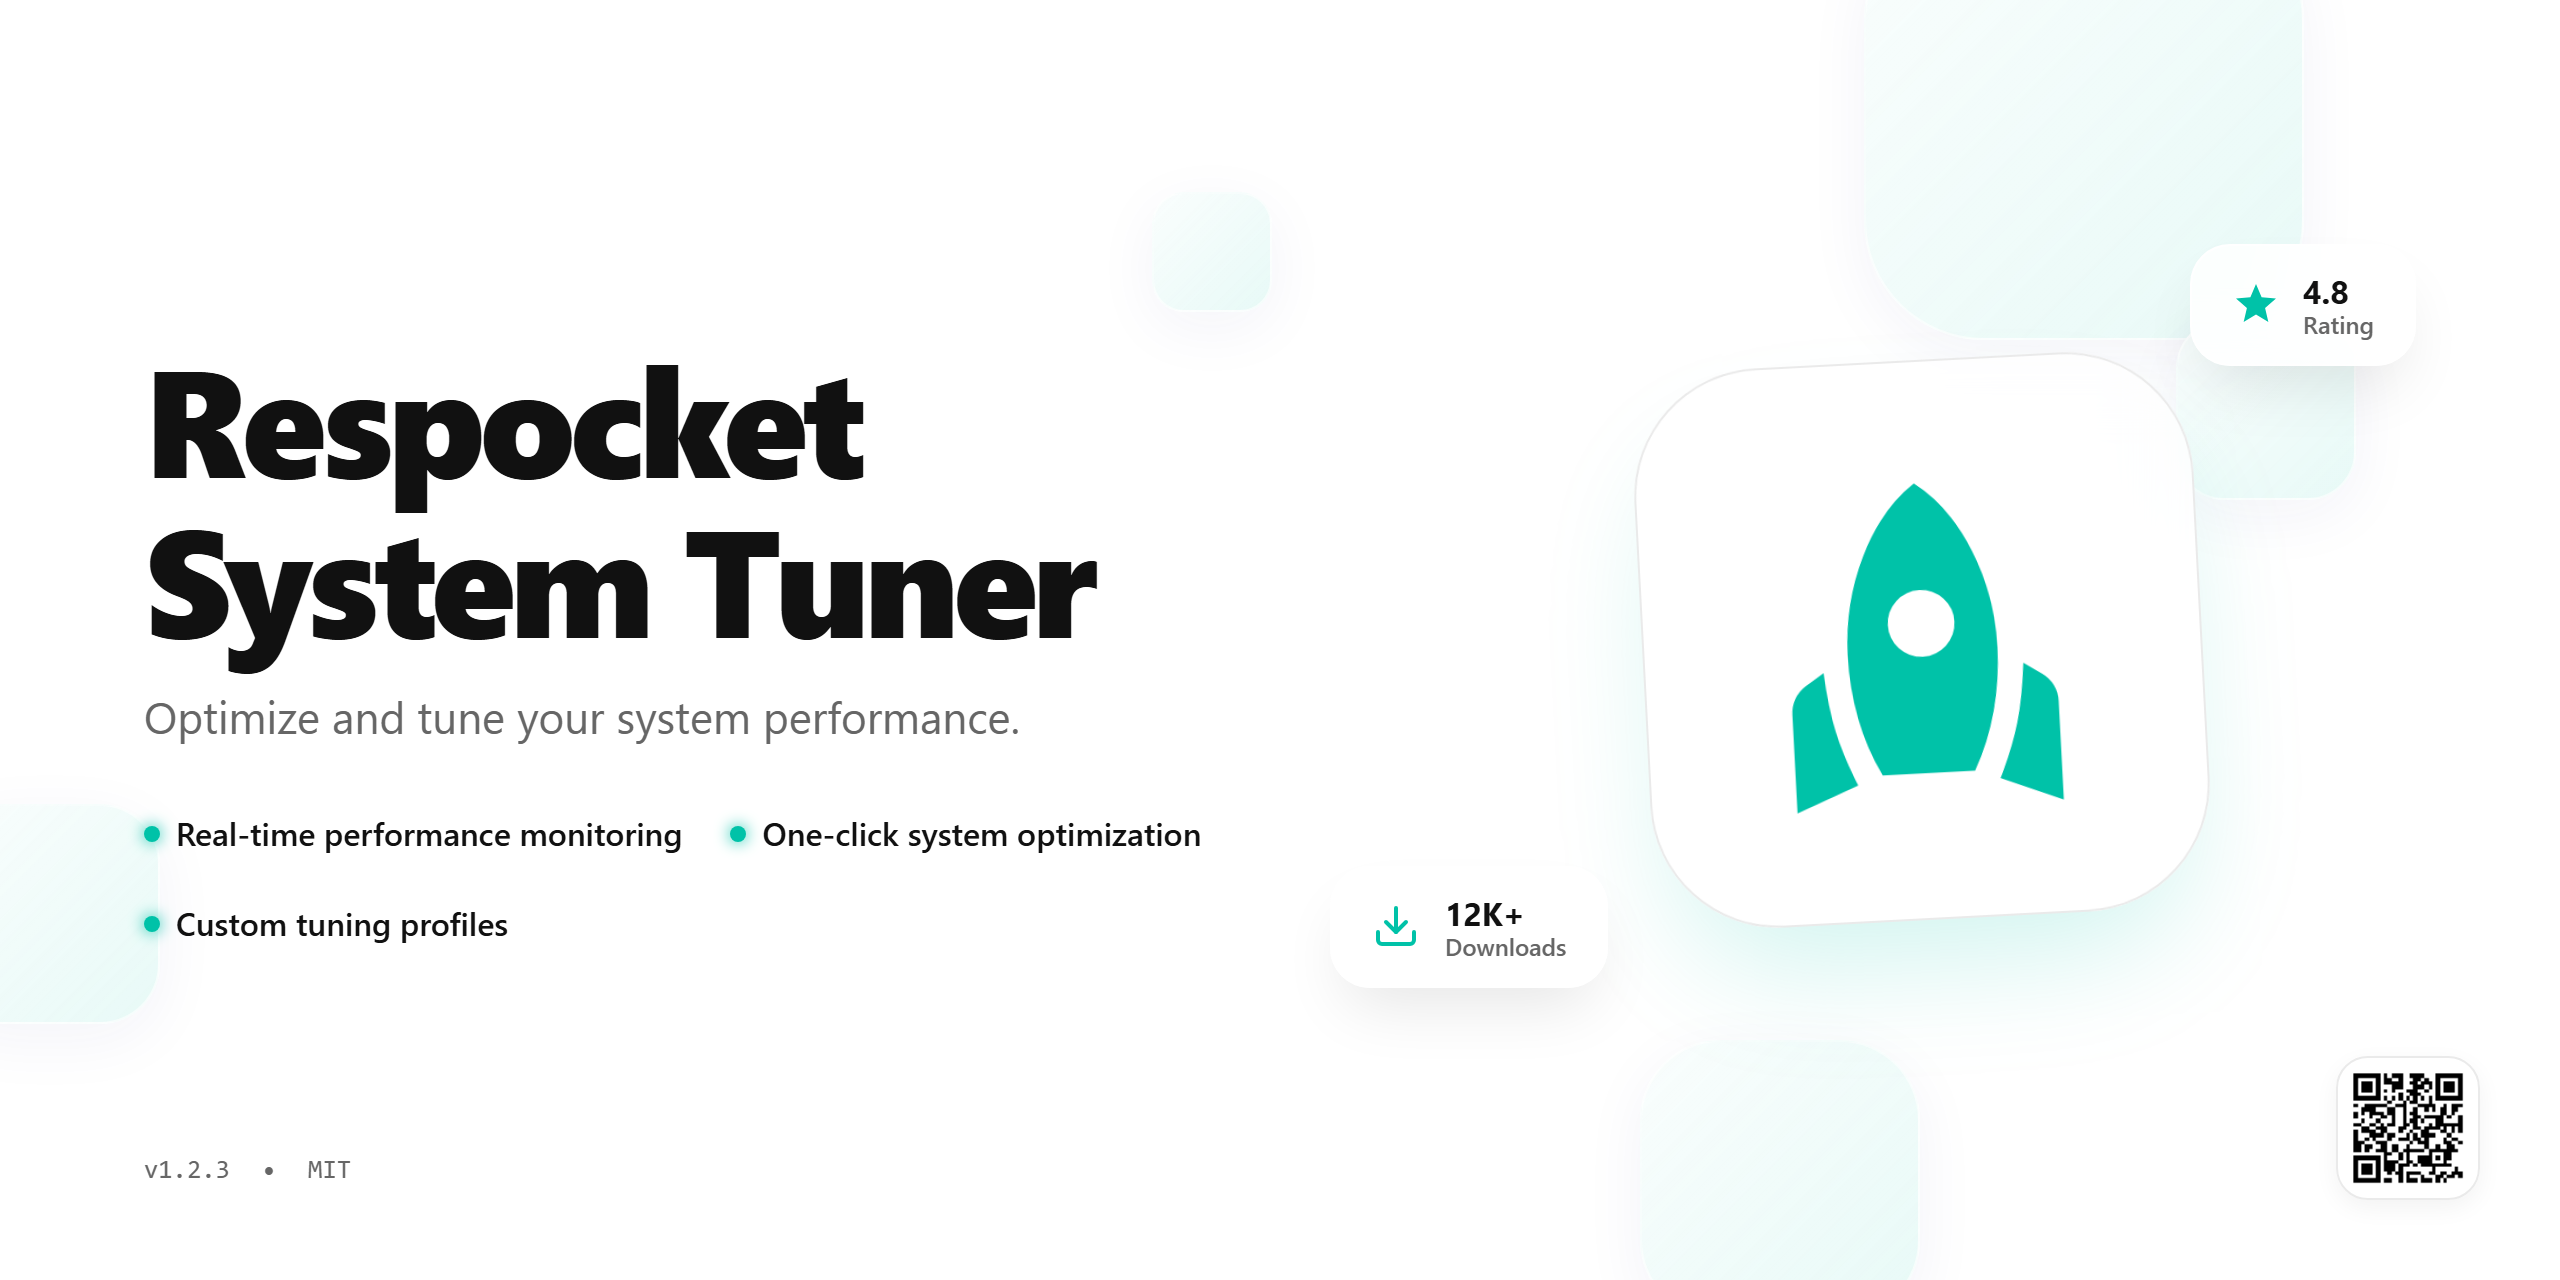 Respocket
System Tuner
Optimize and tune your system performance.
Real-time performance monitoring
One-click system optimization
Custom tuning profiles
v1.2.3 • MIT
4.8
Rating
12K+
Downloads